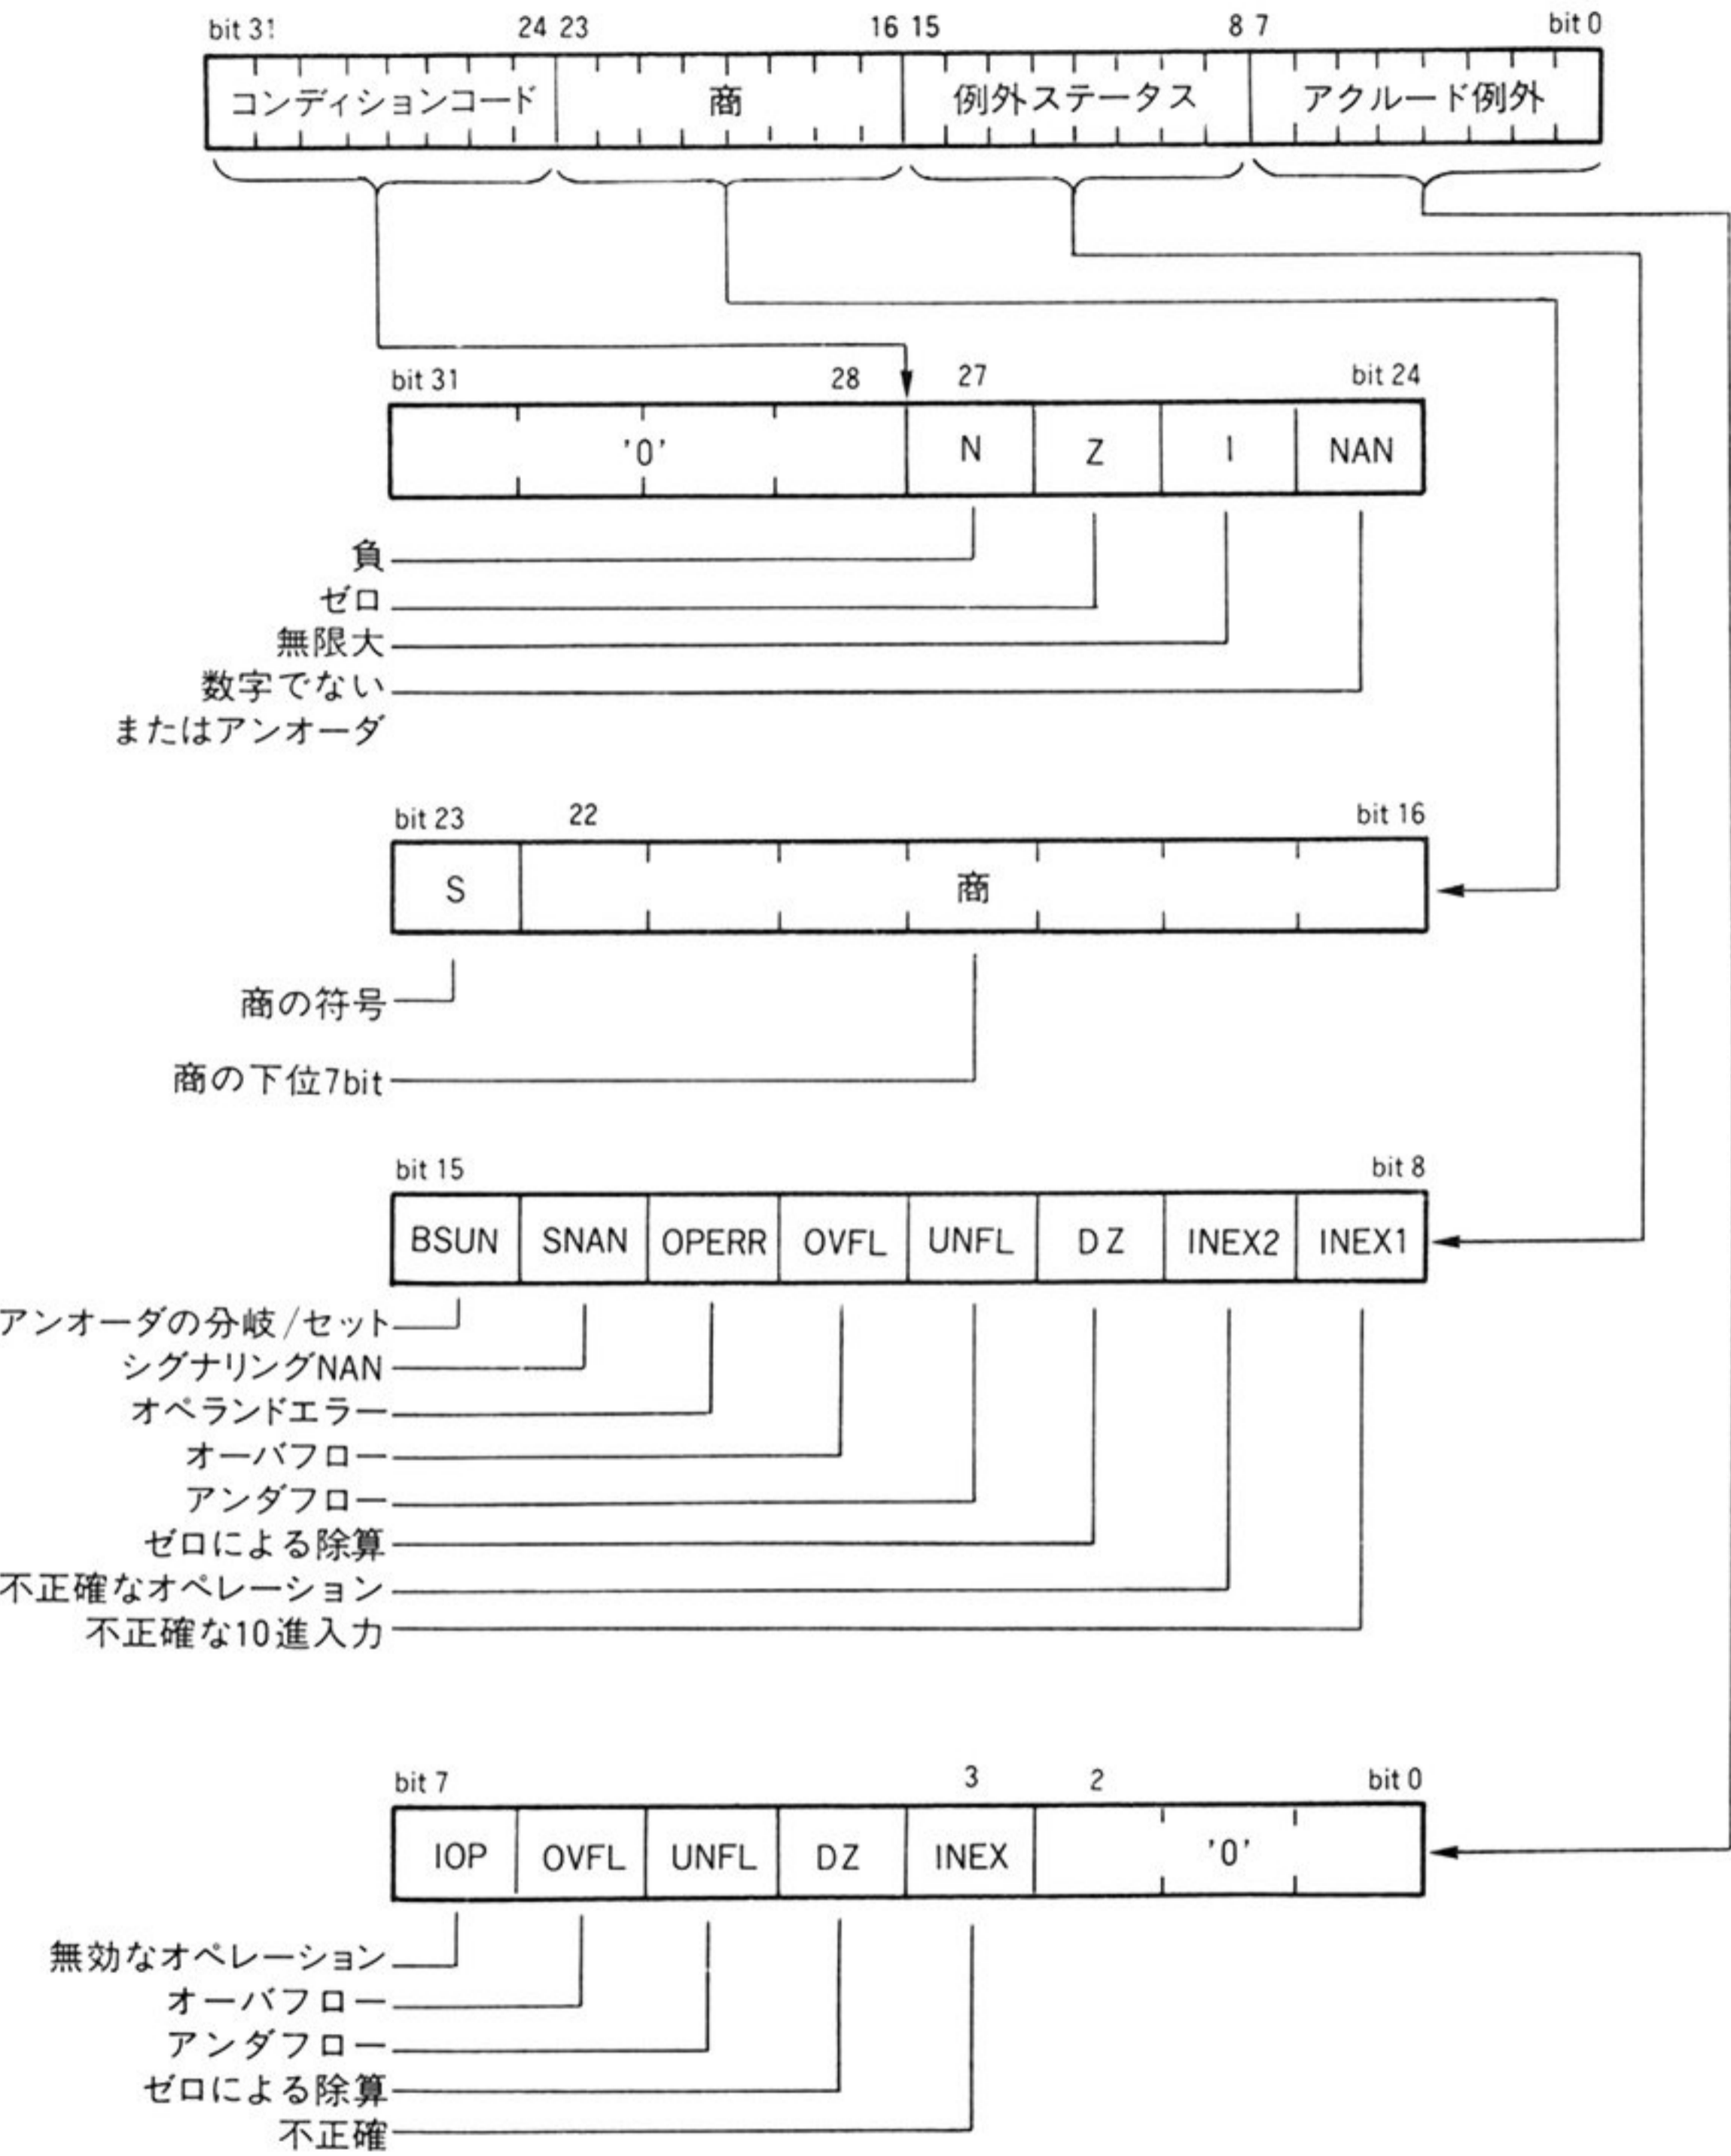 bit 31 24 23 16 15 8 7 bit 0
コンディションコード 商 例外ステータス アクルード例外
bit 31 28 27 bit 24
'0' N Z I NAN
負
ゼロ
無限大
数字でない
またはアンオーダ
bit 23 22 bit 16
S 商
商の符号
商の下位7bit
bit 15 bit 8
BSUN SNAN OPERR OVFL UNFL DZ INEX2 INEX1
アンオーダの分岐/セット
シグナリングNAN
オペランドエラー
オーバフロー
アンダフロー
ゼロによる除算
不正確なオペレーション
不正確な10進入力
bit 7 3 2 bit 0
IOP OVFL UNFL DZ INEX '0'
無効なオペレーション
オーバフロー
アンダフロー
ゼロによる除算
不正確